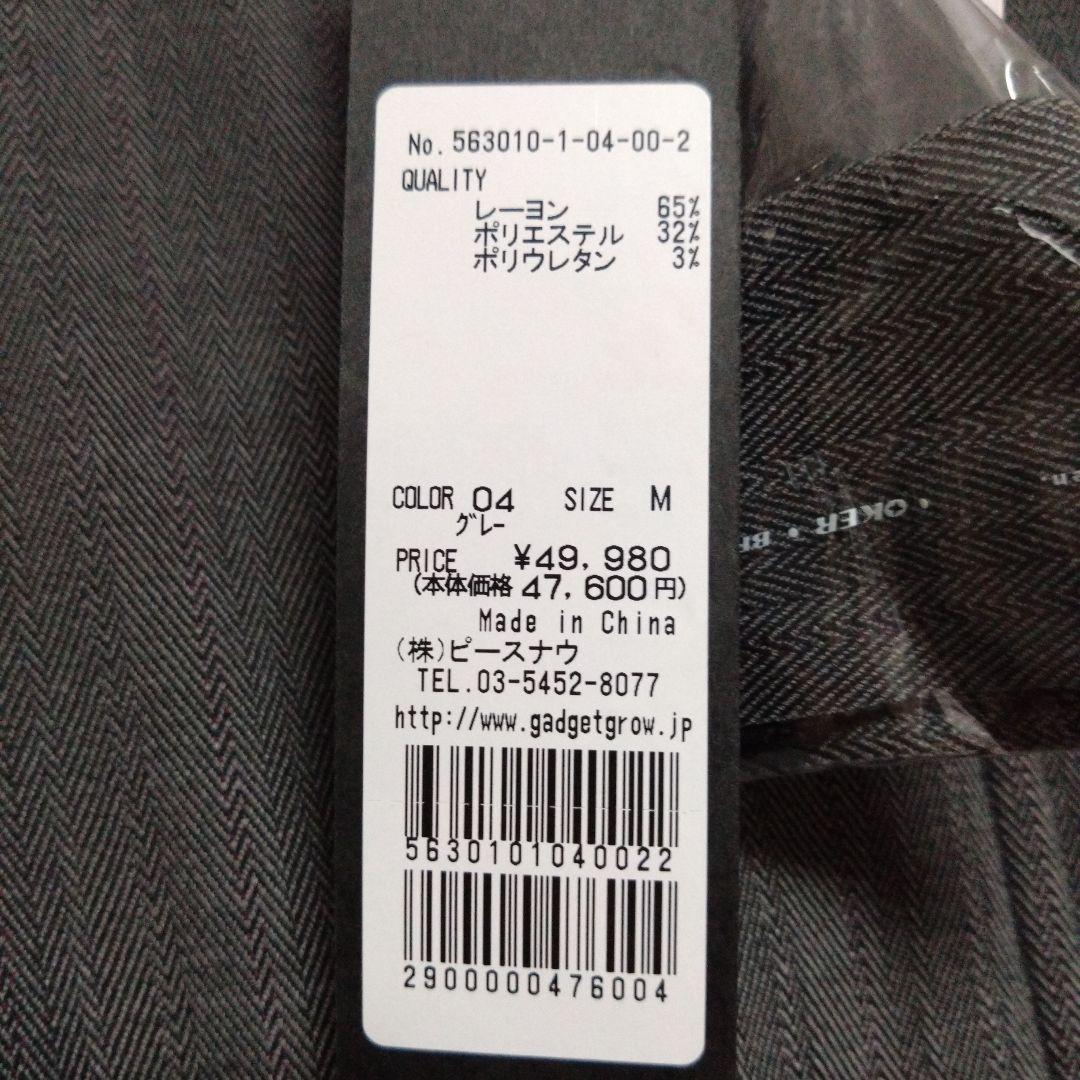 No. 563010-1-04-00-2
QUALITY
レーヨン 65%
ポリエステル 32%
ポリウレタン 3%
COLOR 04 SIZE M
グレー
PRICE ¥49,980
(本体価格 47,600円)
Made in China
(株)ピースナウ
TEL.03-5452-8077
http://www.gadgetgrow.jp
5630101040022
2900000476004
• OKER •